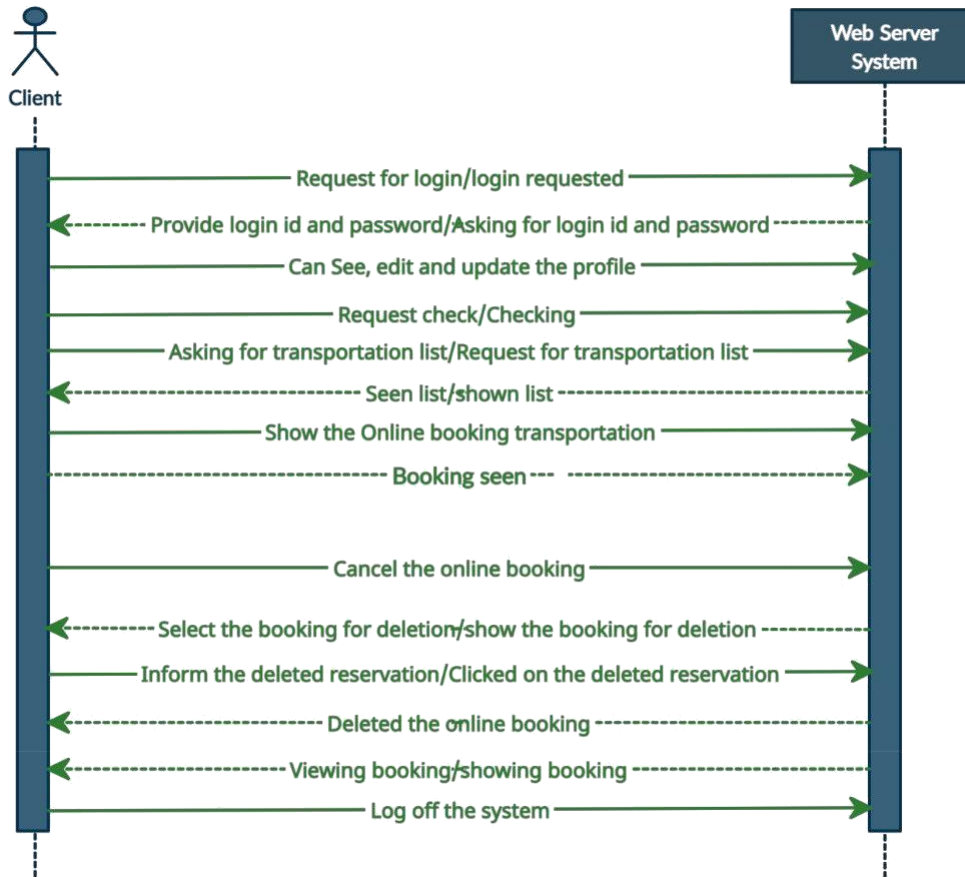 Client
Web Server
System
Request for login/login requested
Provide login id and password/Asking for login id and password
Can See, edit and update the profile
Request check/Checking
Asking for transportation list/Request for transportation list
Seen list/shown list
Show the Online booking transportation
Booking seen
Cancel the online booking
Select the booking for deletion/show the booking for deletion
Inform the deleted reservation/Clicked on the deleted reservation
Deleted the online booking
Viewing booking/showing booking
Log off the system